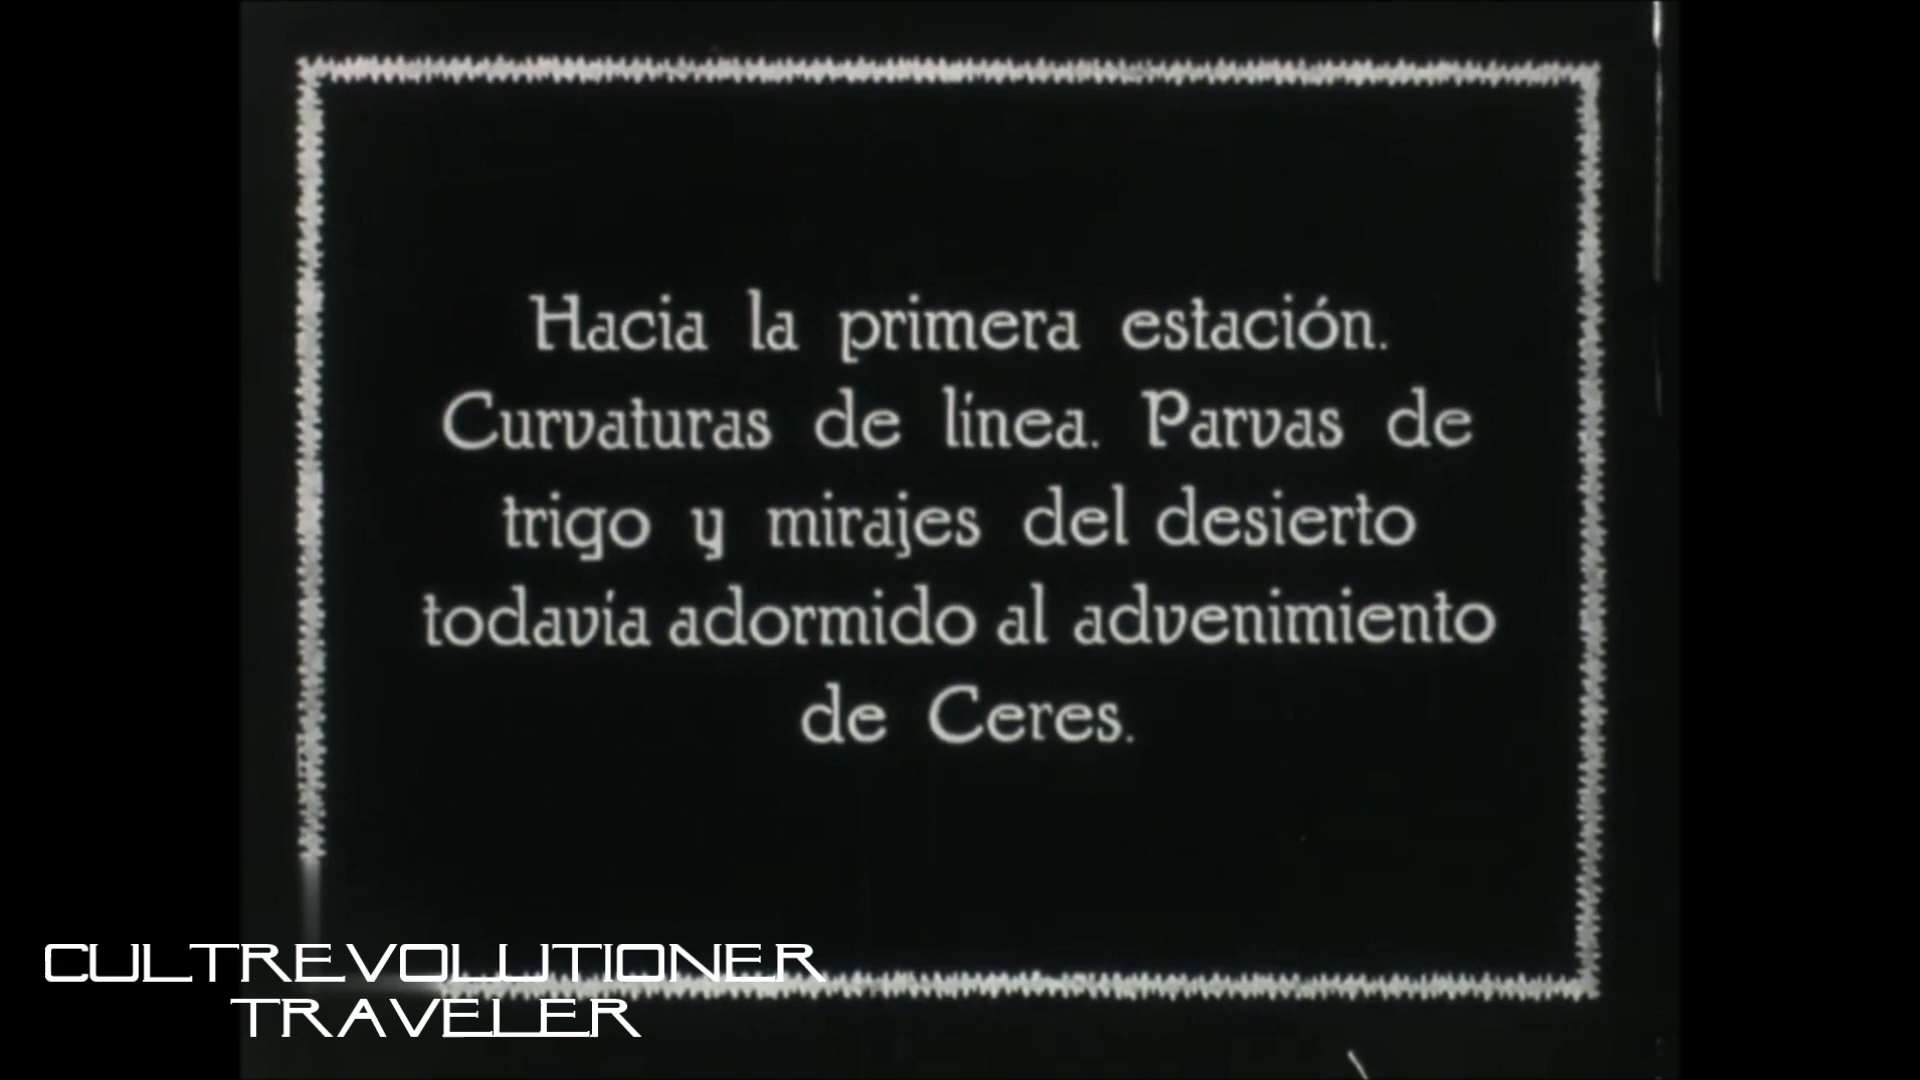 Hacia la primera estación.
Curvaturas de línea. Parvas de
trigo y mirajes del desierto
todavía adormido al advenimiento
de Ceres.
CULTREVOLUTIONER
TRAVELER